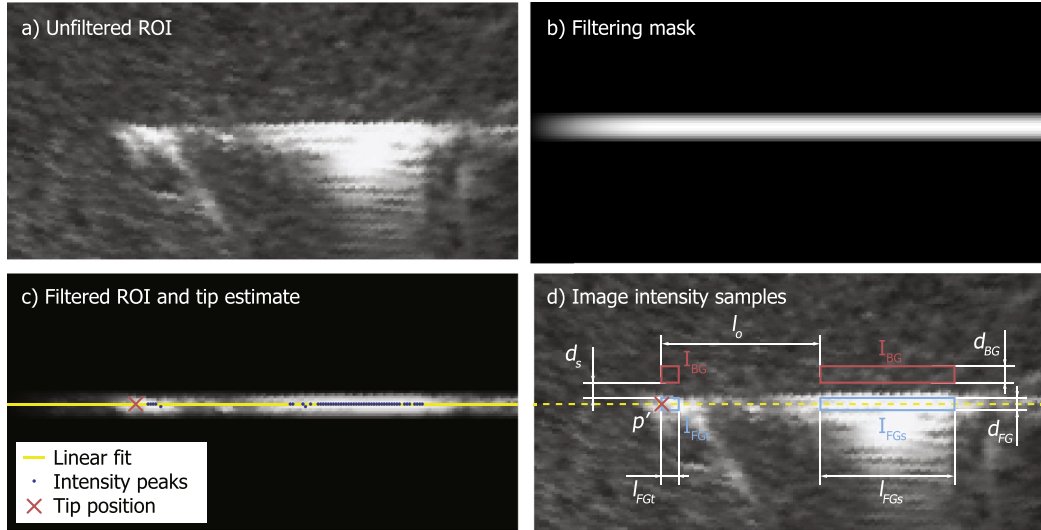 a) Unfiltered ROI
b) Filtering mask
c) Filtered ROI and tip estimate
Linear fit
Intensity peaks
Tip position
d) Image intensity samples
l_o
d_s
I_BG
I_BG
d_BG
p'
I_FGt
I_FGs
d_FG
l_FGt
l_FGs